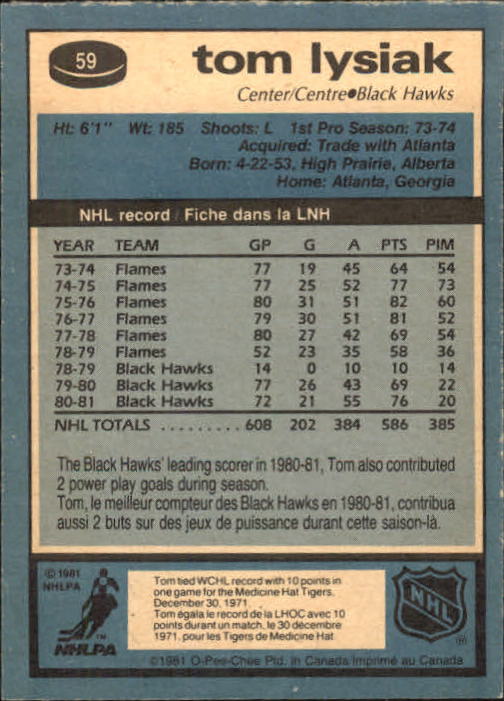 59
tom lysiak
Center/Centre●Black Hawks
Ht: 6'1" Wt: 185 Shoots: L 1st Pro Season: 73-74
Acquired: Trade with Atlanta
Born: 4-22-53, High Prairie, Alberta
Home: Atlanta, Georgia
NHL record / Fiche dans la LNH
YEAR TEAM GP G A PTS PIM
73-74 Flames 77 19 45 64 54
74-75 Flames 77 25 52 77 73
75-76 Flames 80 31 51 82 60
76-77 Flames 79 30 51 81 52
77-78 Flames 80 27 42 69 54
78-79 Flames 52 23 35 58 36
78-79 Black Hawks 14 0 10 10 14
79-80 Black Hawks 77 26 43 69 22
80-81 Black Hawks 72 21 55 76 20
NHL TOTALS ......... 608 202 384 586 385
The Black Hawks' leading scorer in 1980-81, Tom also contributed
2 power play goals during season.
Tom, le meilleur compteur des Black Hawks en 1980-81, contribua
aussi 2 buts sur des jeux de puissance durant cette saison-là.
© 1981
NHLPA
NHLPA
TM
Tom tied WCHL record with 10 points in
one game for the Medicine Hat Tigers,
December 30, 1971.
Tom égala le record de la LHOC avec 10
points durant un match, le 30 décembre
1971, pour les Tigers de Medicine Hat.
NHL
®
©1981 O-Pee-Chee Ptd. in Canada Imprimé au Canada